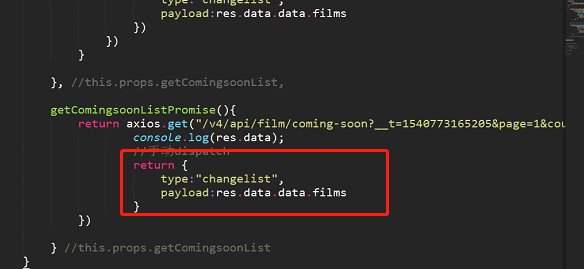 type:"changelist",
payload:res.data.data.films
})
})
}
}, //this.props.getComingsoonList,
getComingsoonListPromise(){
return axios.get("/v4/api/film/coming-soon?__t=1540773165205&page=1&cou
console.log(res.data);
//手动dispatch
return {
type:"changelist",
payload:res.data.data.films
}
})
} //this.props.getComingsoonList
}